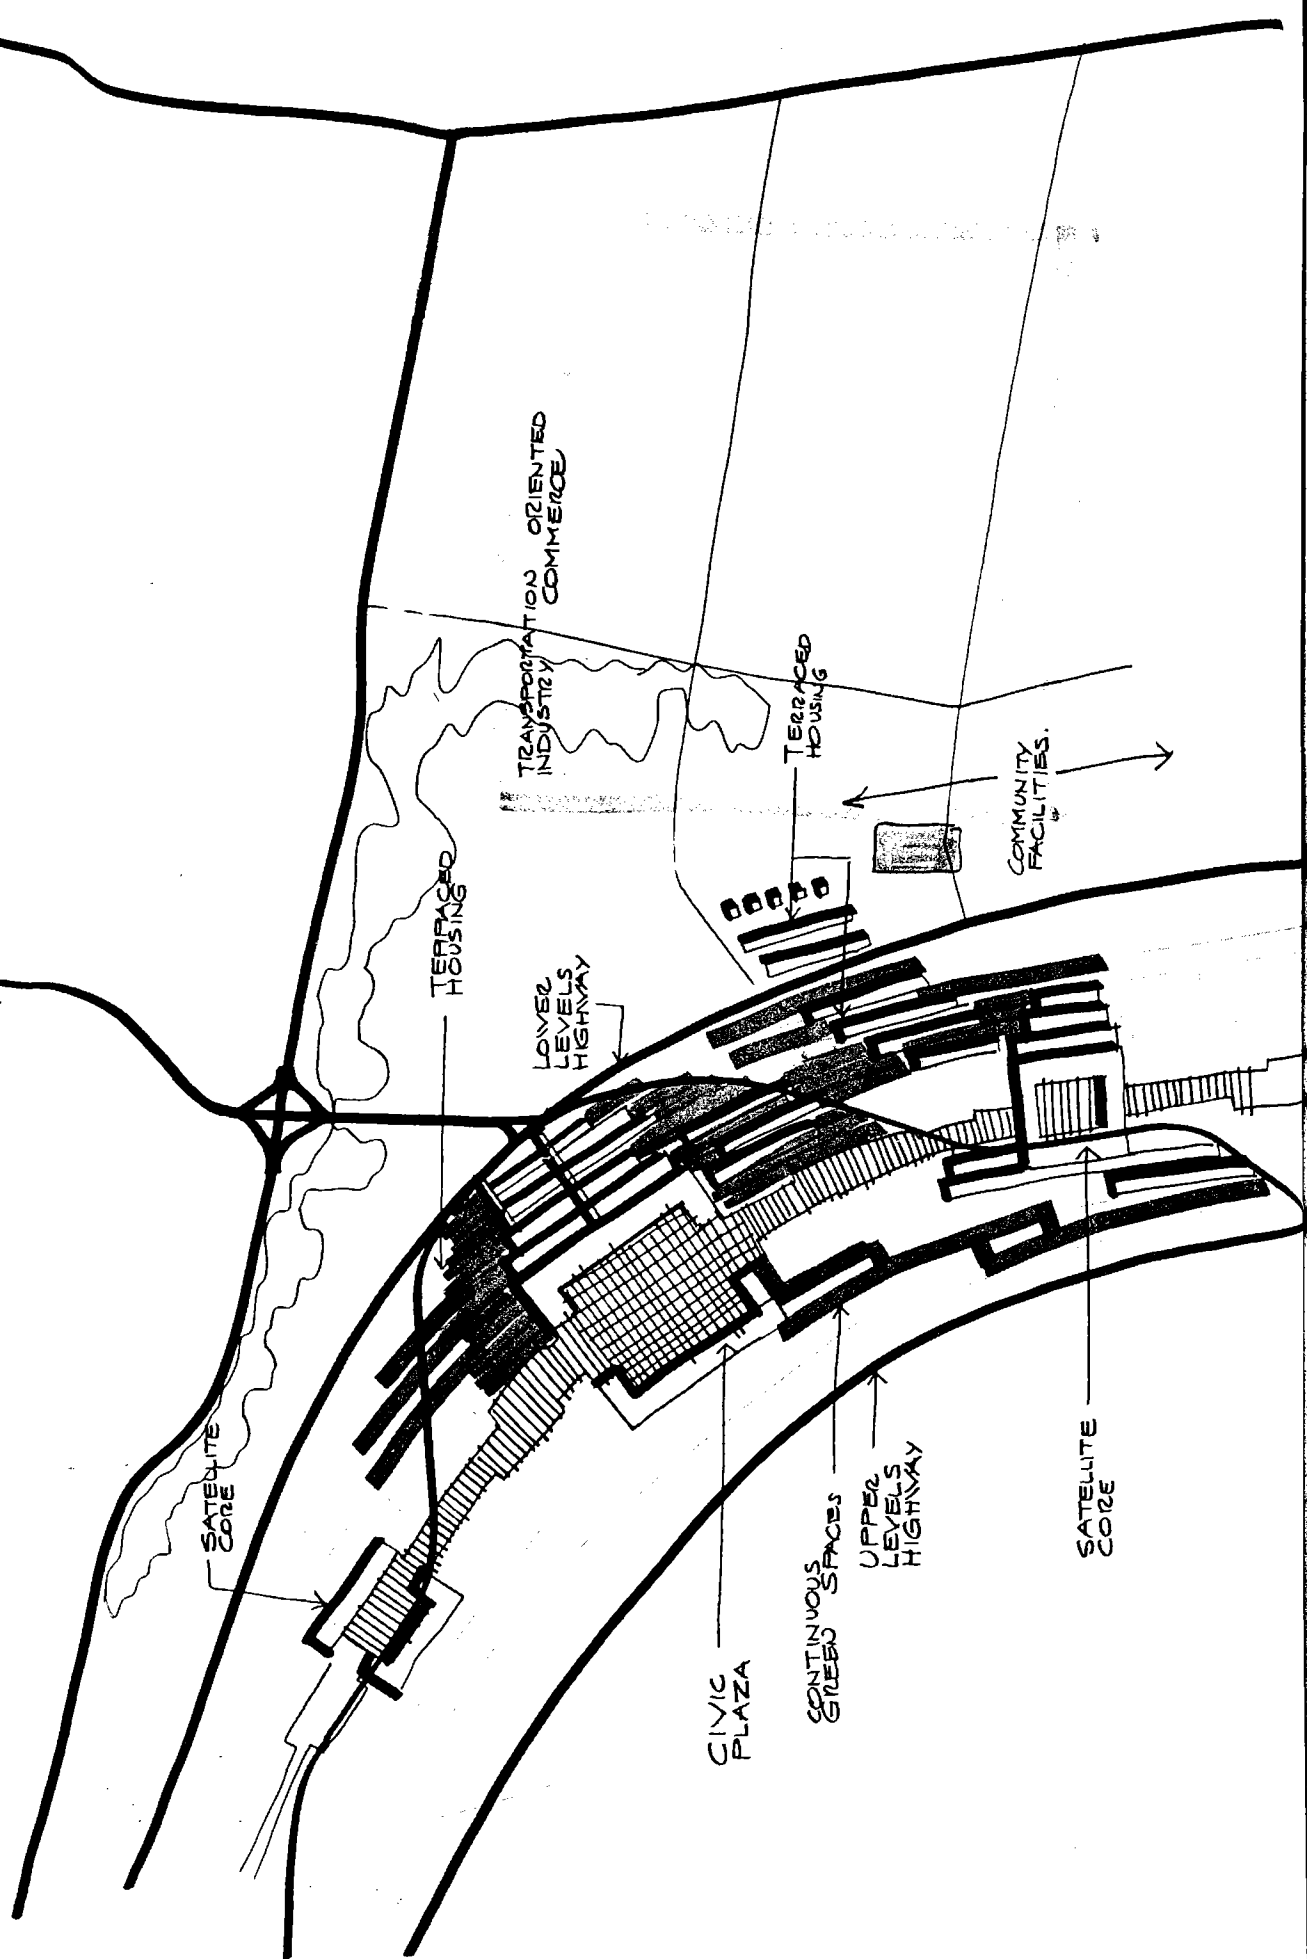 SATELLITE
CORE
TERRACED
HOUSING
LOWER
LEVELS
HIGHWAY
TRANSPORTATION ORIENTED
INDUSTRY COMMERCE
TERRACED
HOUSING
COMMUNITY
FACILITIES.
CIVIC
PLAZA
CONTINUOUS
GREEN SPACES
UPPER
LEVELS
HIGHWAY
SATELLITE
CORE